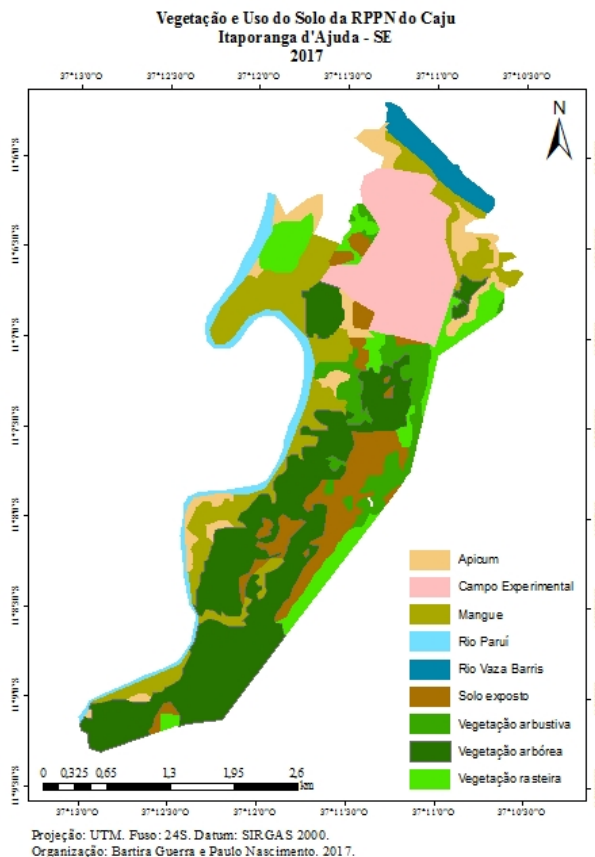 Vegetação e Uso do Solo da RPPN do Caju
Itaporanga d'Ajuda - SE
2017
37°13'0"O 37°12'30"O 37°12'0"O 37°11'30"O 37°11'0"O 37°10'30"O
N
11°6'0"S
11°6'30"S
11°7'0"S
11°7'30"S
11°8'0"S
11°8'30"S
11°9'0"S
11°9'30"S
Apicum
Campo Experimental
Mangue
Rio Paruí
Rio Vaza Barris
Solo exposto
Vegetação arbustiva
Vegetação arbórea
Vegetação rasteira
0 0,325 0,65 1,3 1,95 2,6
km
37°13'0"O 37°12'30"O 37°12'0"O 37°11'30"O 37°11'0"O 37°10'30"O
Projeção: UTM. Fuso: 24S. Datum: SIRGAS 2000.
Organização: Bartira Guerra e Paulo Nascimento. 2017.